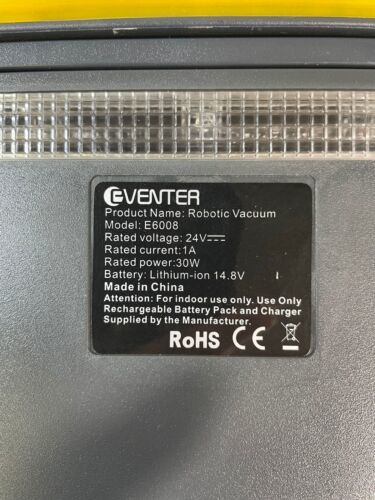 EVENTER
Product Name: Robotic Vacuum
Model: E6008
Rated voltage: 24V⎓
Rated current:1A
Rated power:30W
Battery: Lithium-ion 14.8V
Made in China
Attention: For indoor use only. Use Only
Rechargeable Battery Pack and Charger
Supplied by the Manufacturer.
RoHS CE